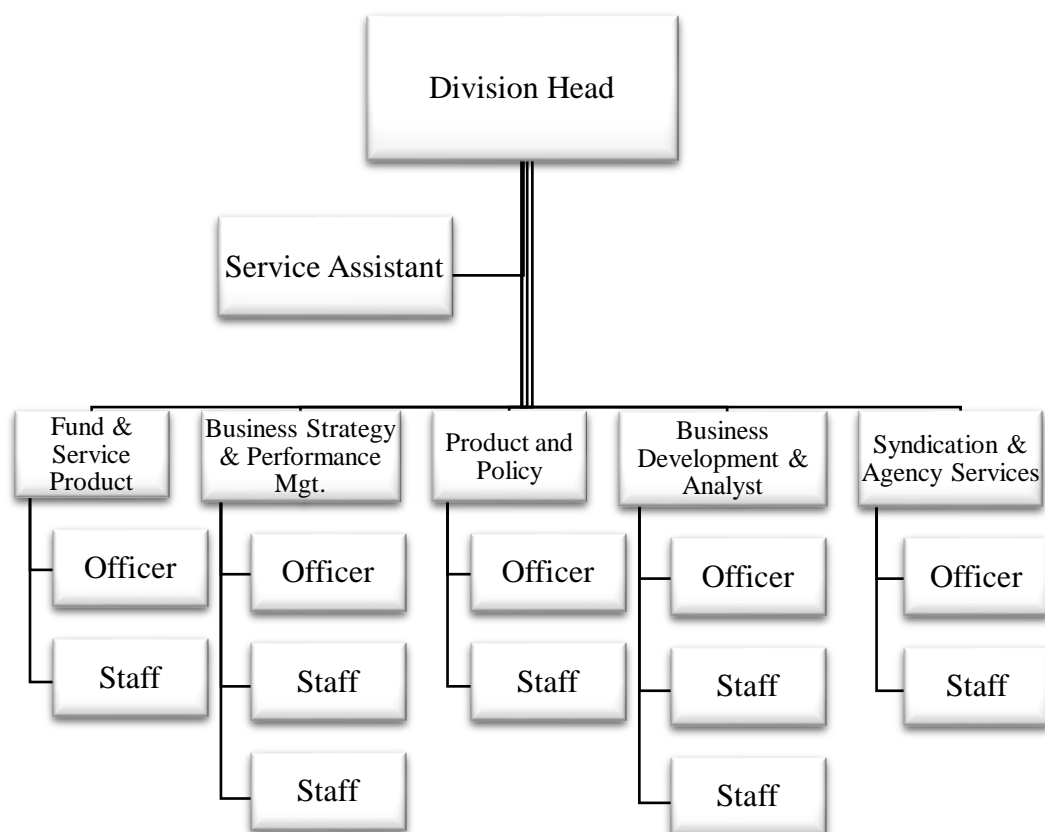 Division Head
Service Assistant
Fund &
Service
Product
Business Strategy
& Performance
Mgt.
Product and
Policy
Business
Development &
Analyst
Syndication &
Agency Services
Officer
Officer
Officer
Officer
Officer
Staff
Staff
Staff
Staff
Staff
Staff
Staff